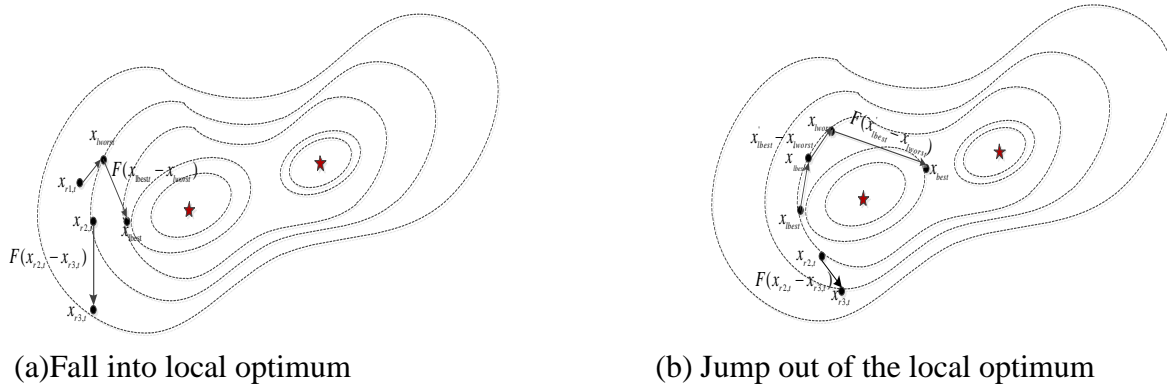 x_{lworst}
F(x_{lbest} - x_{lworst})
x_{r1,t}
x_{r2,t}
x_{lbest}
F(x_{r2,t} - x_{r3,t})
x_{r3,t}
(a)Fall into local optimum
x_{lworst}
F(x_{lbest} - x_{lworst})
x_{lbest} - x_{lworst}
x_{lbest}
x_{best}
x_{lbest}
x_{r2,t}
F(x_{r2,t} - x_{r3,t})
x_{r3,t}
(b) Jump out of the local optimum